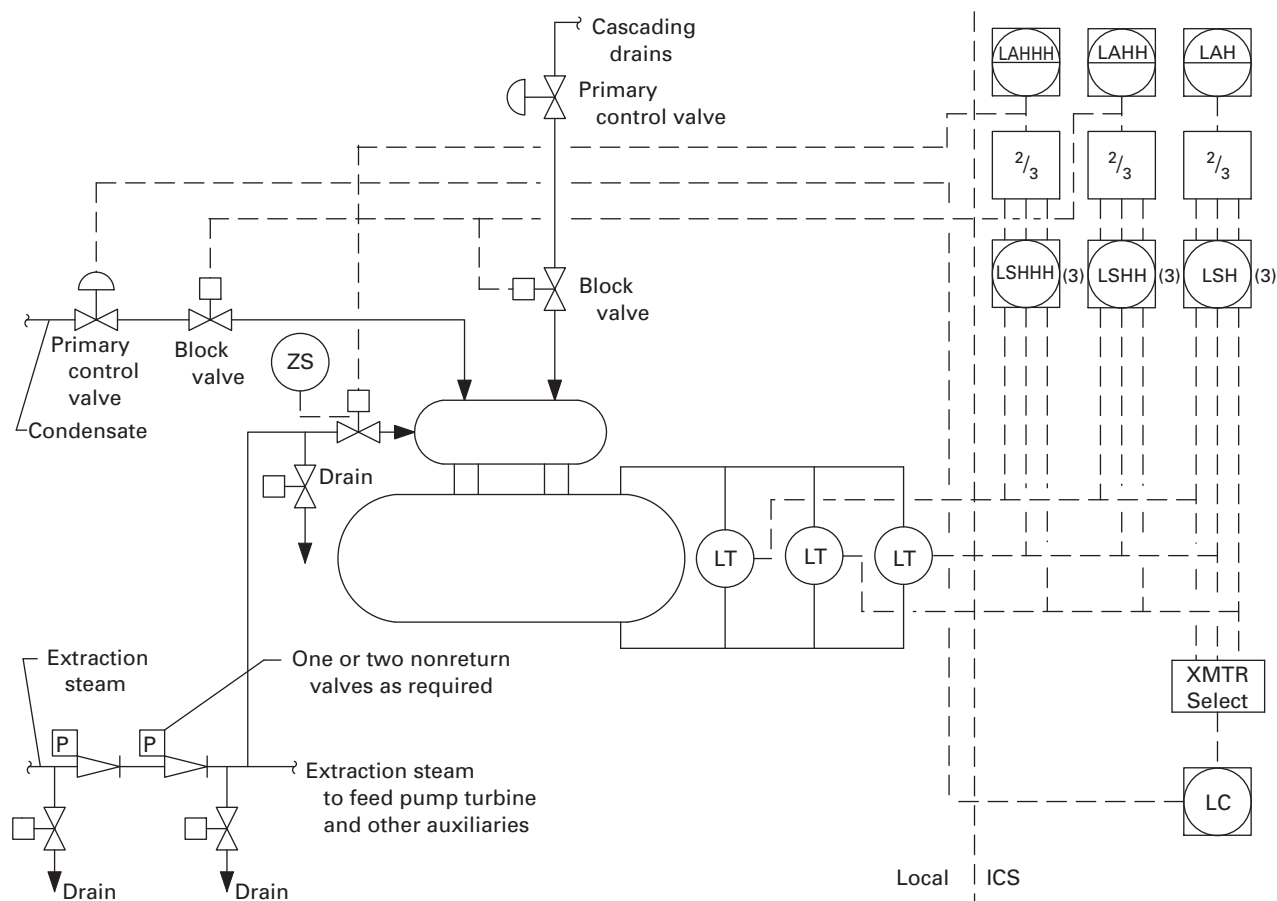 Cascading
drains
LAHHH
LAHH
LAH
Primary
control valve
2/3
2/3
2/3
LSHHH
(3)
LSHH
(3)
LSH
(3)
Block
valve
Primary
control
valve
Block
valve
ZS
Condensate
Drain
LT
LT
LT
Extraction
steam
One or two nonreturn
valves as required
XMTR
Select
P
P
Extraction steam
to feed pump turbine
and other auxiliaries
LC
Drain
Drain
Local
ICS